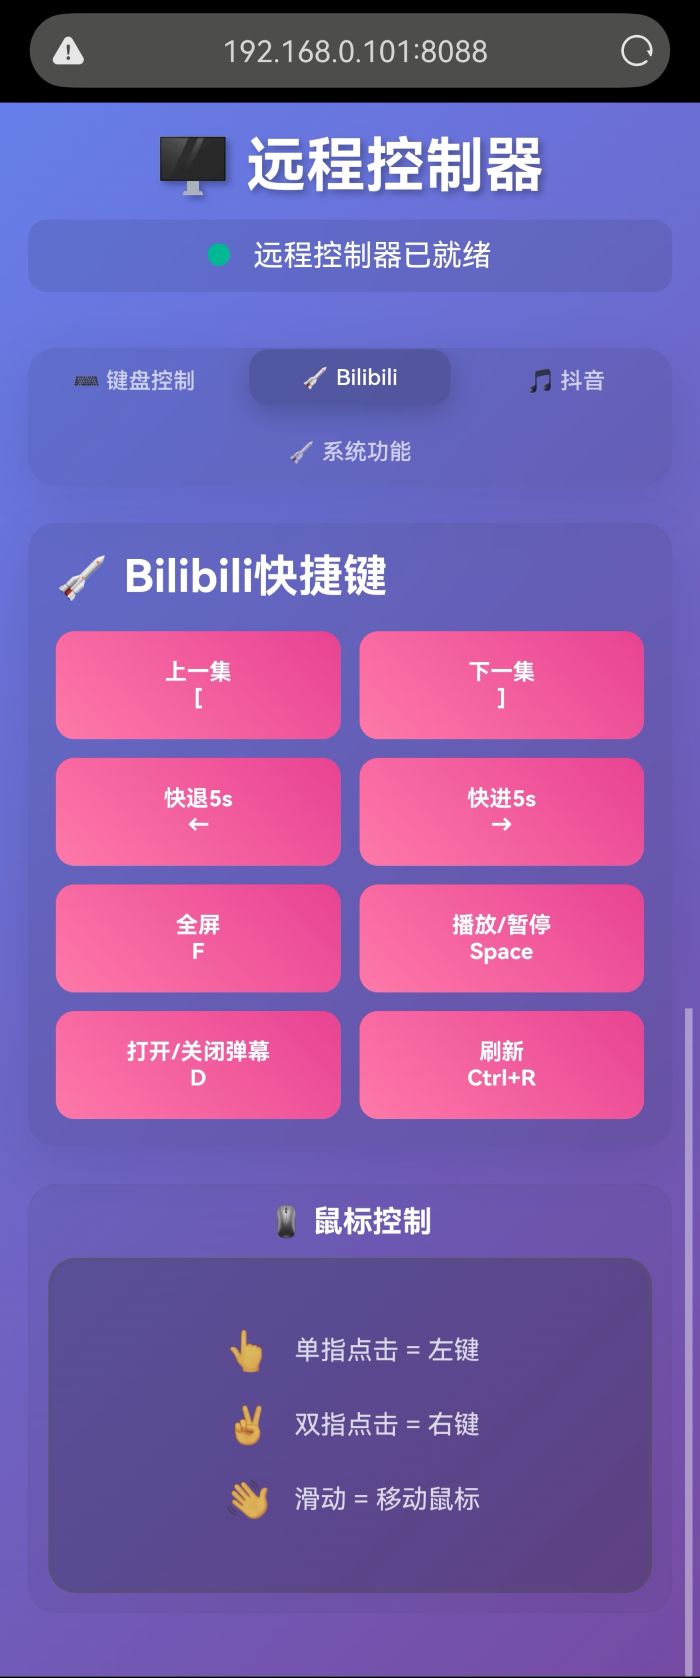 192.168.0.101:8088
远程控制器
远程控制器已就绪
键盘控制
Bilibili
抖音
系统功能
Bilibili快捷键
上一集
[
下一集
]
快退5s
←
快进5s
→
全屏
F
播放/暂停
Space
打开/关闭弹幕
D
刷新
Ctrl+R
鼠标控制
单指点击 = 左键
双指点击 = 右键
滑动 = 移动鼠标